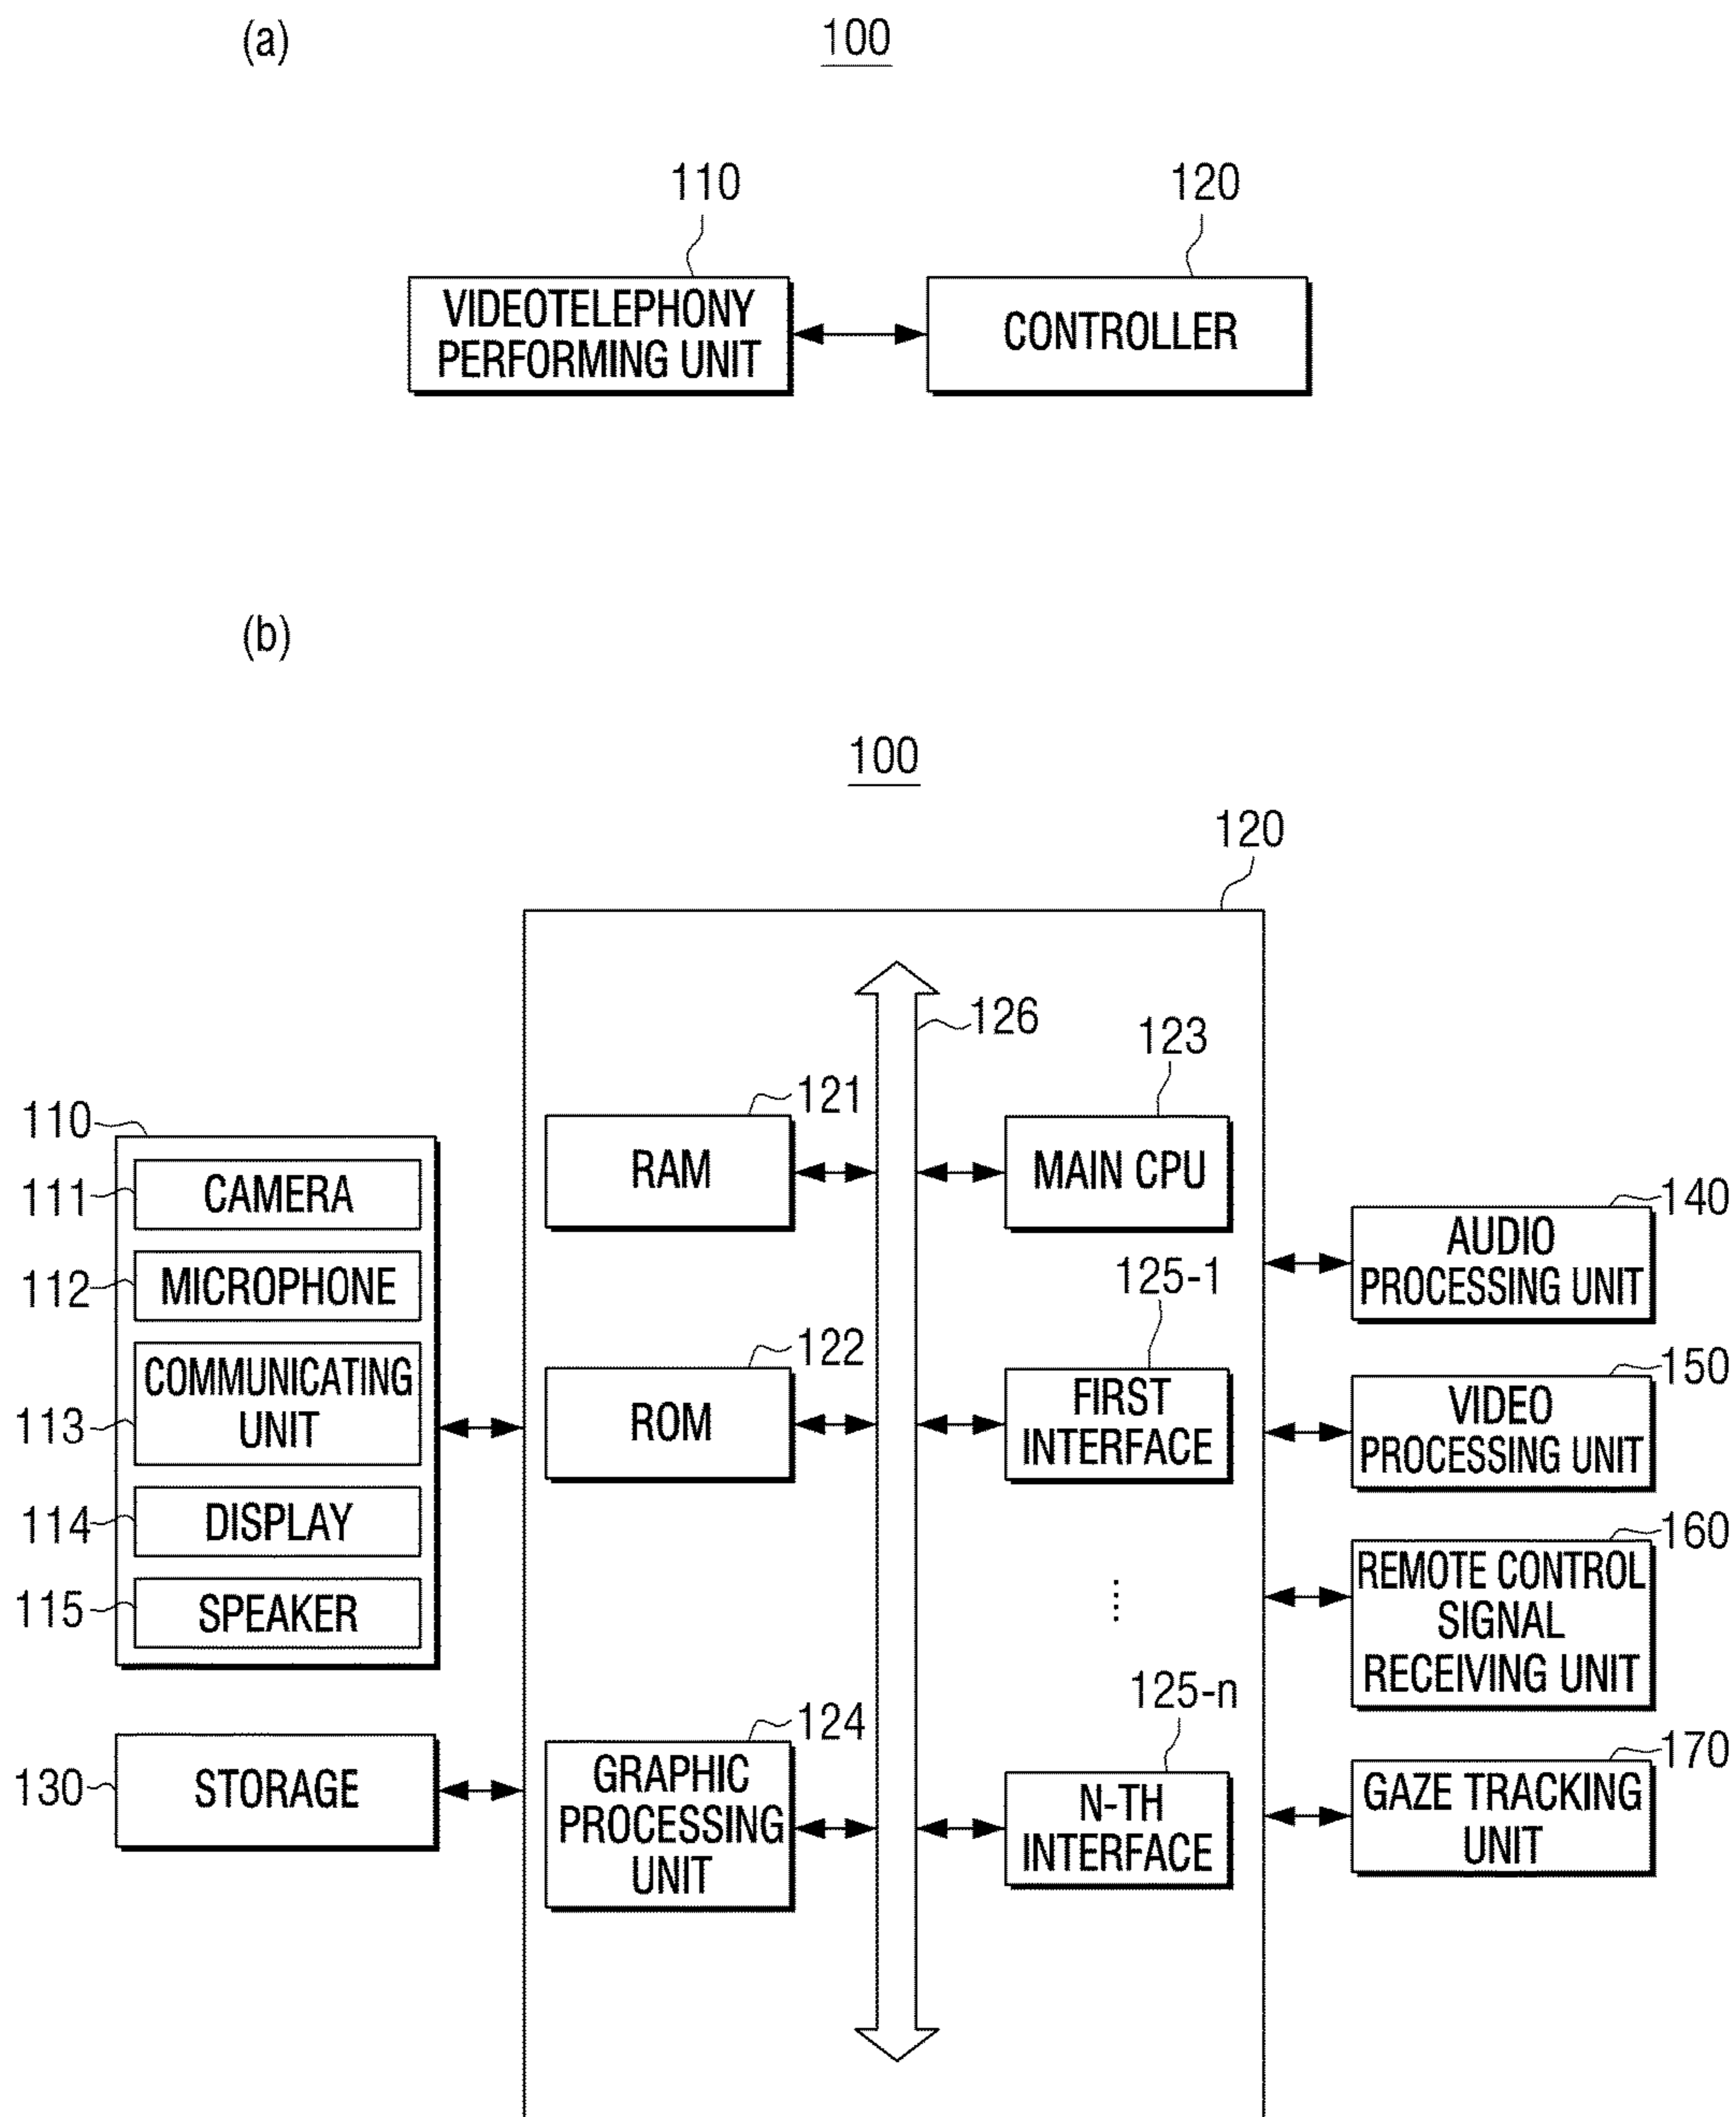 (a)
100
110
120
VIDEOTELEPHONY
PERFORMING UNIT
CONTROLLER
(b)
100
120
126
123
121
110
RAM
MAIN CPU
111
CAMERA
140
AUDIO
PROCESSING UNIT
112
MICROPHONE
125-1
122
113
COMMUNICATING
UNIT
ROM
FIRST
INTERFACE
150
VIDEO
PROCESSING UNIT
114
DISPLAY
160
REMOTE CONTROL
SIGNAL
RECEIVING UNIT
115
SPEAKER
125-n
124
130
STORAGE
GRAPHIC
PROCESSING
UNIT
N-TH
INTERFACE
170
GAZE TRACKING
UNIT